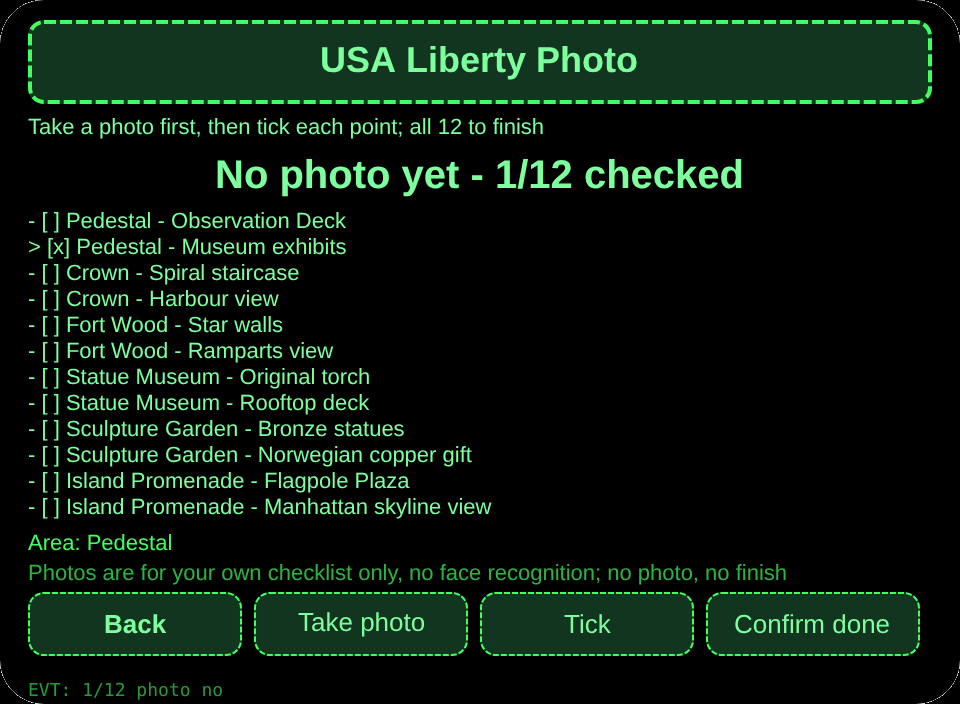 USA Liberty Photo
Take a photo first, then tick each point; all 12 to finish
No photo yet - 1/12 checked
- [ ] Pedestal - Observation Deck
> [x] Pedestal - Museum exhibits
- [ ] Crown - Spiral staircase
- [ ] Crown - Harbour view
- [ ] Fort Wood - Star walls
- [ ] Fort Wood - Ramparts view
- [ ] Statue Museum - Original torch
- [ ] Statue Museum - Rooftop deck
- [ ] Sculpture Garden - Bronze statues
- [ ] Sculpture Garden - Norwegian copper gift
- [ ] Island Promenade - Flagpole Plaza
- [ ] Island Promenade - Manhattan skyline view
Area: Pedestal
Photos are for your own checklist only, no face recognition; no photo, no finish
Back
Take photo
Tick
Confirm done
EVT: 1/12 photo no